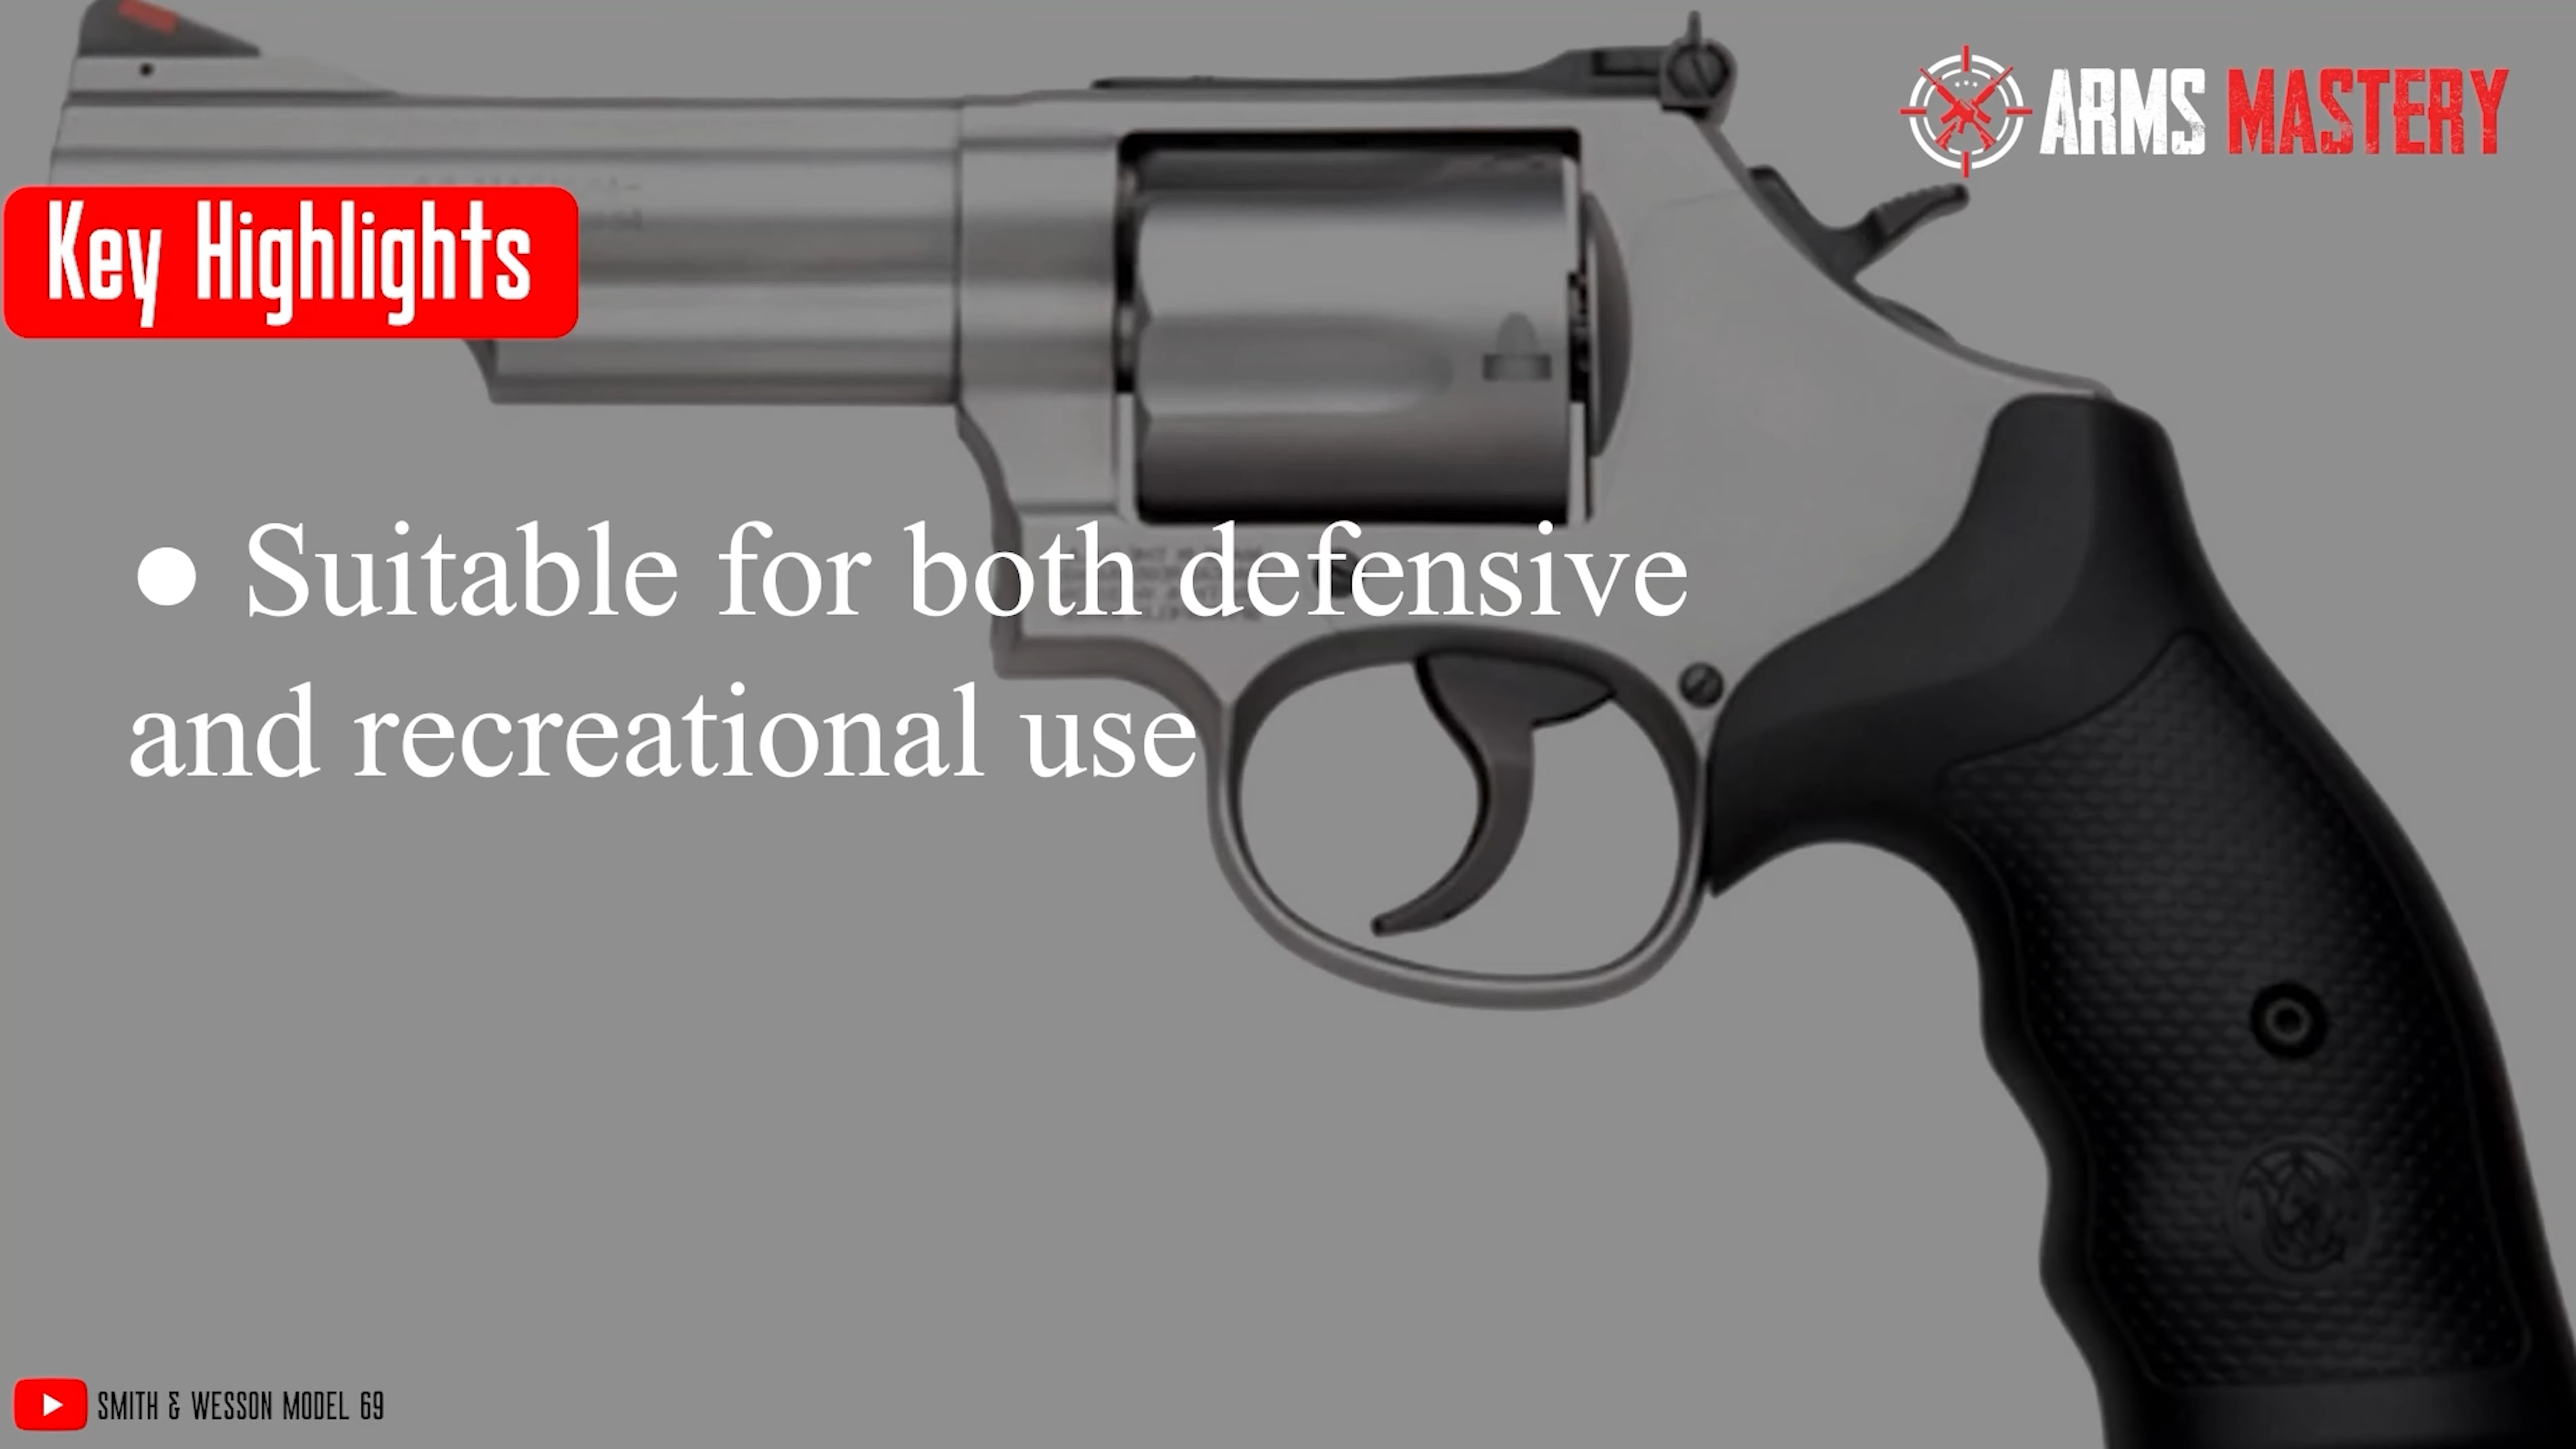 ARMS MASTERY
Key Highlights
● Suitable for both defensive
and recreational use
SMITH & WESSON MODEL 69